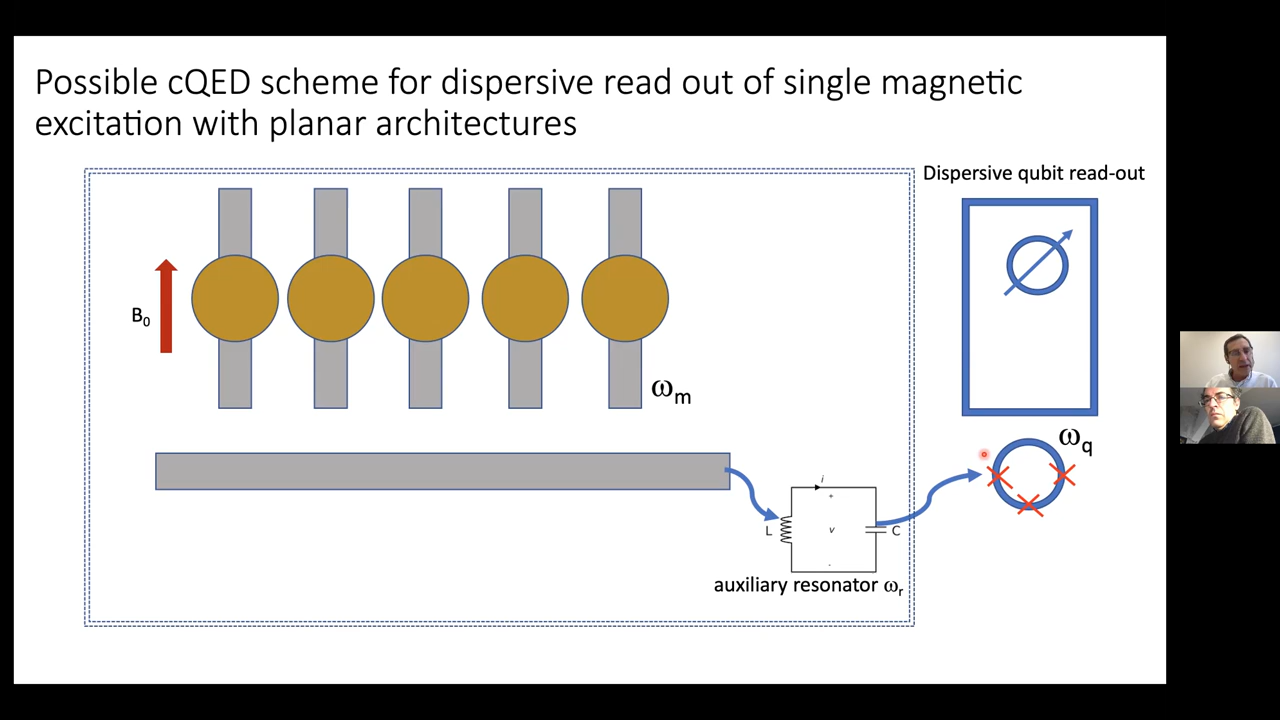 Possible cQED scheme for dispersive read out of single magnetic
excitation with planar architectures
Dispersive qubit read-out
B₀
ωₘ
ω_q
i
+
L
v
C
-
auxiliary resonator ωᵣ